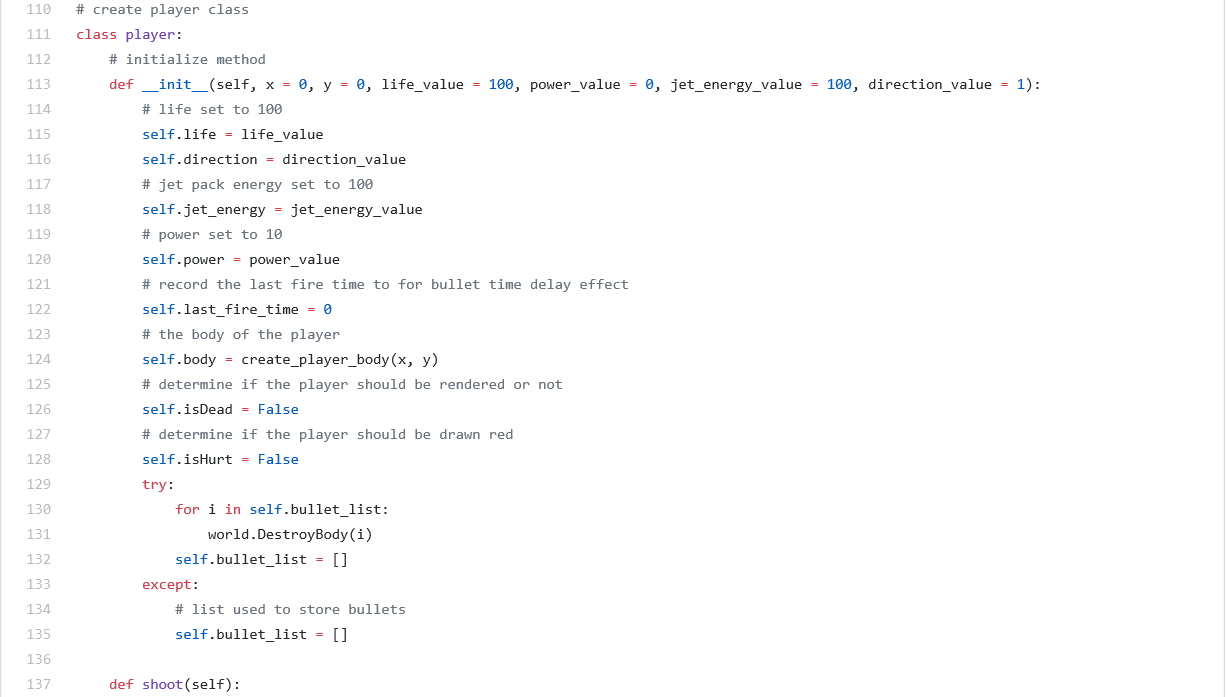 110 # create player class
111 class player:
112     # initialize method
113     def __init__(self, x = 0, y = 0, life_value = 100, power_value = 0, jet_energy_value = 100, direction_value = 1):
114         # life set to 100
115         self.life = life_value
116         self.direction = direction_value
117         # jet pack energy set to 100
118         self.jet_energy = jet_energy_value
119         # power set to 10
120         self.power = power_value
121         # record the last fire time to for bullet time delay effect
122         self.last_fire_time = 0
123         # the body of the player
124         self.body = create_player_body(x, y)
125         # determine if the player should be rendered or not
126         self.isDead = False
127         # determine if the player should be drawn red
128         self.isHurt = False
129         try:
130             for i in self.bullet_list:
131                 world.DestroyBody(i)
132             self.bullet_list = []
133         except:
134             # list used to store bullets
135             self.bullet_list = []
136
137     def shoot(self):